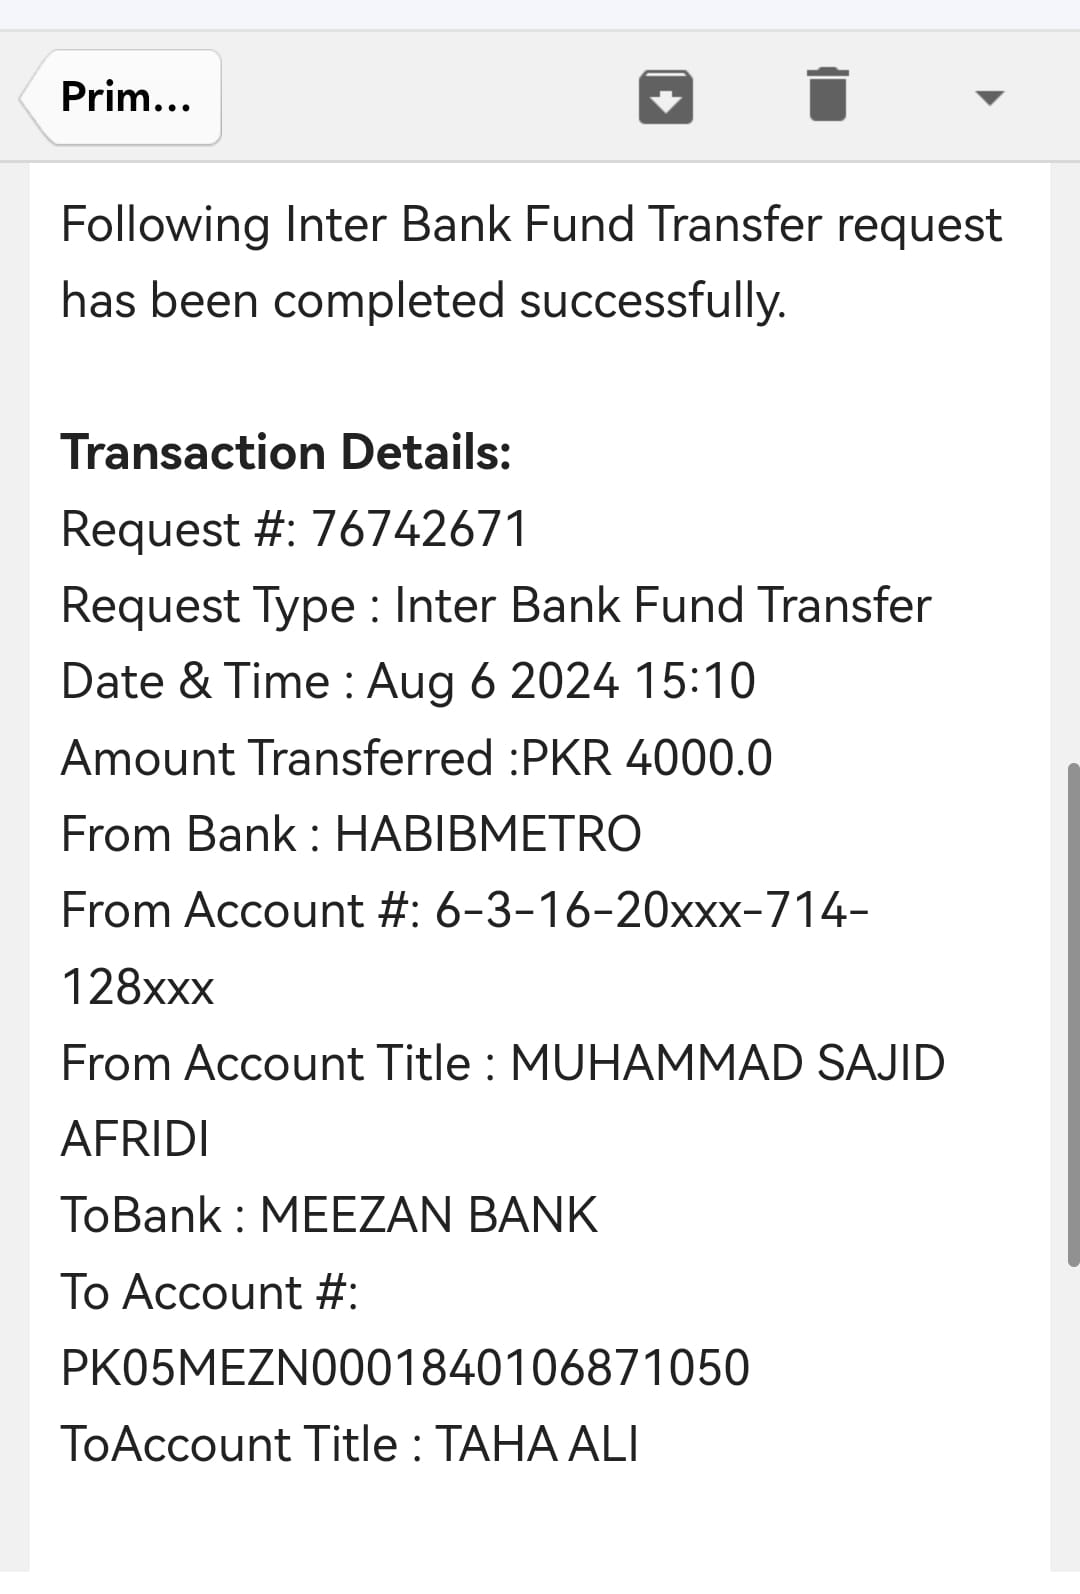 Prim...
Following Inter Bank Fund Transfer request
has been completed successfully.
Transaction Details:
Request #: 76742671
Request Type : Inter Bank Fund Transfer
Date & Time : Aug 6 2024 15:10
Amount Transferred :PKR 4000.0
From Bank : HABIBMETRO
From Account #: 6-3-16-20xxx-714-
128xxx
From Account Title : MUHAMMAD SAJID
AFRIDI
ToBank : MEEZAN BANK
To Account #:
PK05MEZN0001840106871050
ToAccount Title : TAHA ALI